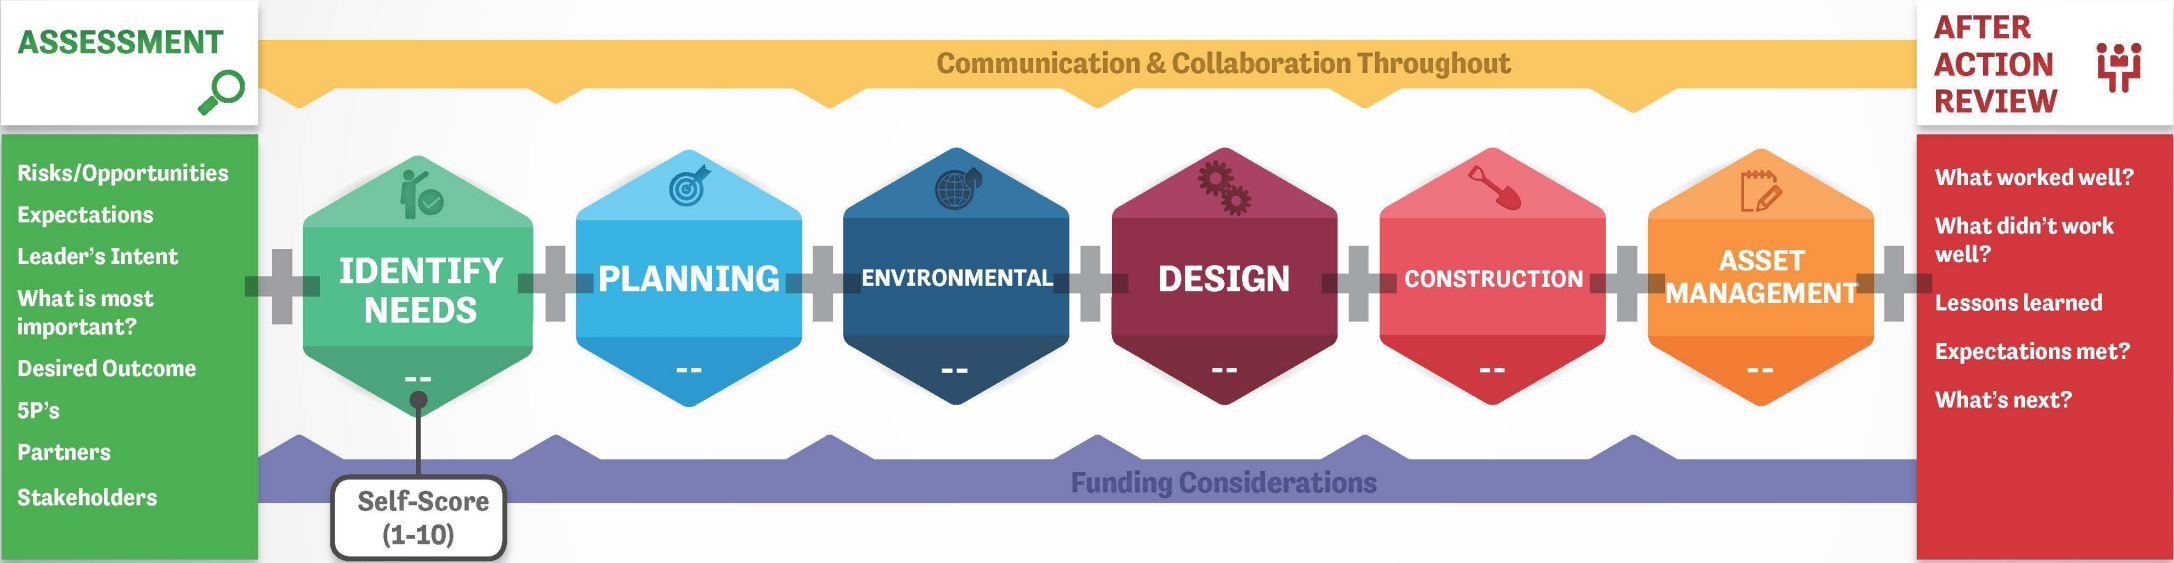 ASSESSMENT
Risks/Opportunities
Expectations
Leader's Intent
What is most
important?
Desired Outcome
5P's
Partners
Stakeholders
Communication & Collaboration Throughout
IDENTIFY
NEEDS
--
Self-Score
(1-10)
PLANNING
--
ENVIRONMENTAL
--
DESIGN
--
CONSTRUCTION
--
ASSET
MANAGEMENT
--
Funding Considerations
AFTER
ACTION
REVIEW
What worked well?
What didn't work
well?
Lessons learned
Expectations met?
What's next?